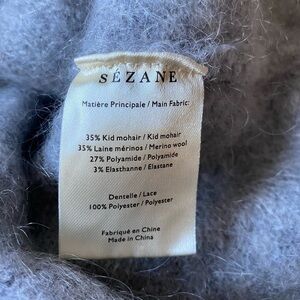 SÉZANE
Matière Principale / Main Fabric:
35% Kid mohair / Kid mohair
35% Laine mérinos / Merino wool
27% Polyamide / Polyamide
3% Elasthanne / Elastane
Dentelle / Lace
100% Polyester / Polyester
Fabriqué en Chine
Made in China